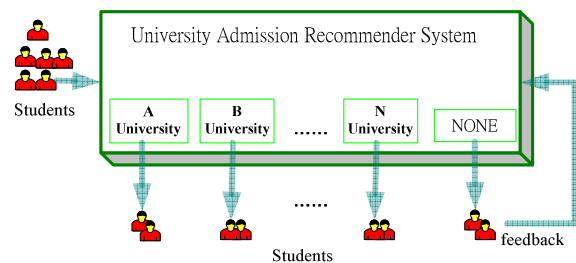 University Admission Recommender System
Students
A
University
B
University
......
N
University
NONE
......
Students
feedback